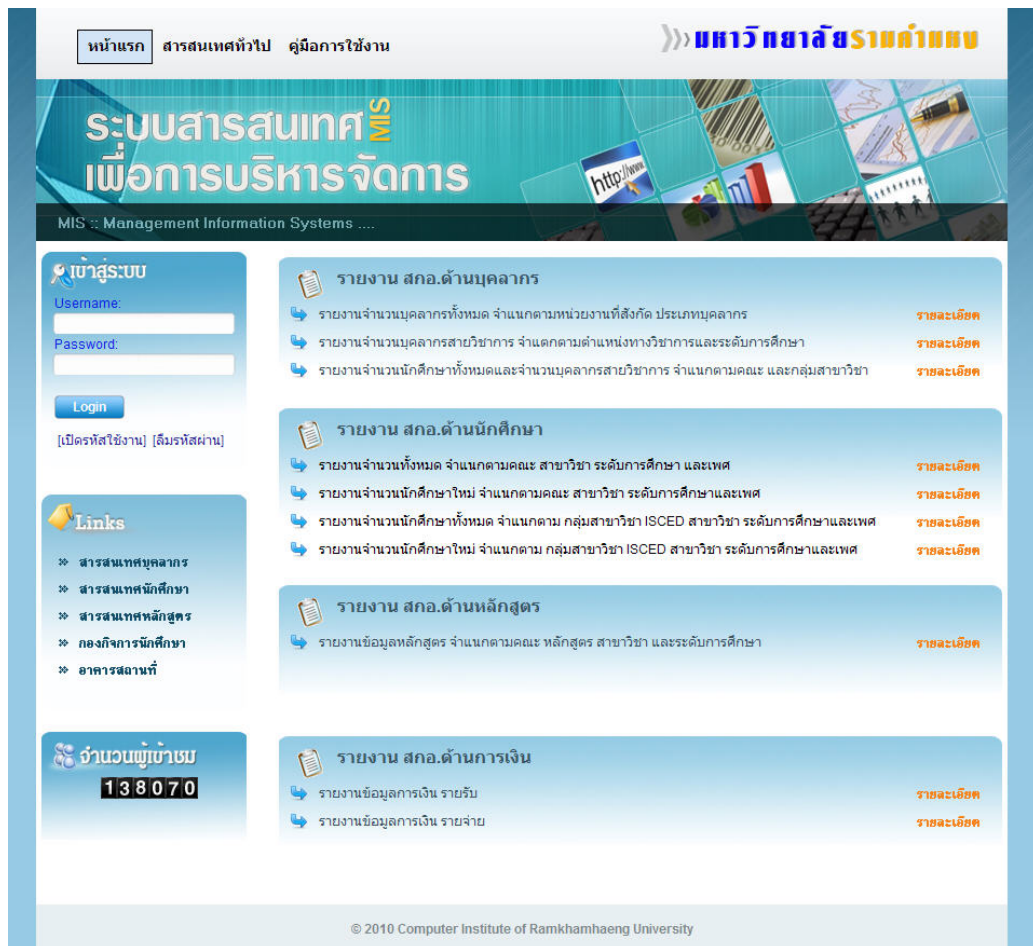 หน้าแรก สารสนเทศทั่วไป คู่มือการใช้งาน
มหาวิทยาลัยรามคำแหง
ระบบสารสนเทศ MIS
เพื่อการบริหารจัดการ
http://www
MIS :: Management Information Systems ....
เข้าสู่ระบบ
Username:
Password:
Login
[เปิดรหัสใช้งาน] [ลืมรหัสผ่าน]
Links
สารสนเทศบุคลากร
สารสนเทศนักศึกษา
สารสนเทศหลักสูตร
กองกิจการนักศึกษา
อาคารสถานที่
จำนวนผู้เข้าชม
138070
รายงาน สกอ.ด้านบุคลากร
รายงานจำนวนบุคลากรทั้งหมด จำแนกตามหน่วยงานที่สังกัด ประเภทบุคลากร รายละเอียด
รายงานจำนวนบุคลากรสายวิชาการ จำแตกตามตำแหน่งทางวิชาการและระดับการศึกษา รายละเอียด
รายงานจำนวนนักศึกษาทั้งหมดและจำนวนบุคลากรสายวิชาการ จำแนกตามคณะ และกลุ่มสาขาวิชา รายละเอียด
รายงาน สกอ.ด้านนักศึกษา
รายงานจำนวนทั้งหมด จำแนกตามคณะ สาขาวิชา ระดับการศึกษา และเพศ รายละเอียด
รายงานจำนวนนักศึกษาใหม่ จำแนกตามคณะ สาขาวิชา ระดับการศึกษาและเพศ รายละเอียด
รายงานจำนวนนักศึกษาทั้งหมด จำแนกตาม กลุ่มสาขาวิชา ISCED สาขาวิชา ระดับการศึกษาและเพศ รายละเอียด
รายงานจำนวนนักศึกษาใหม่ จำแนกตาม กลุ่มสาขาวิชา ISCED สาขาวิชา ระดับการศึกษาและเพศ รายละเอียด
รายงาน สกอ.ด้านหลักสูตร
รายงานข้อมูลหลักสูตร จำแนกตามคณะ หลักสูตร สาขาวิชา และระดับการศึกษา รายละเอียด
รายงาน สกอ.ด้านการเงิน
รายงานข้อมูลการเงิน รายรับ รายละเอียด
รายงานข้อมูลการเงิน รายจ่าย รายละเอียด
© 2010 Computer Institute of Ramkhamhaeng University